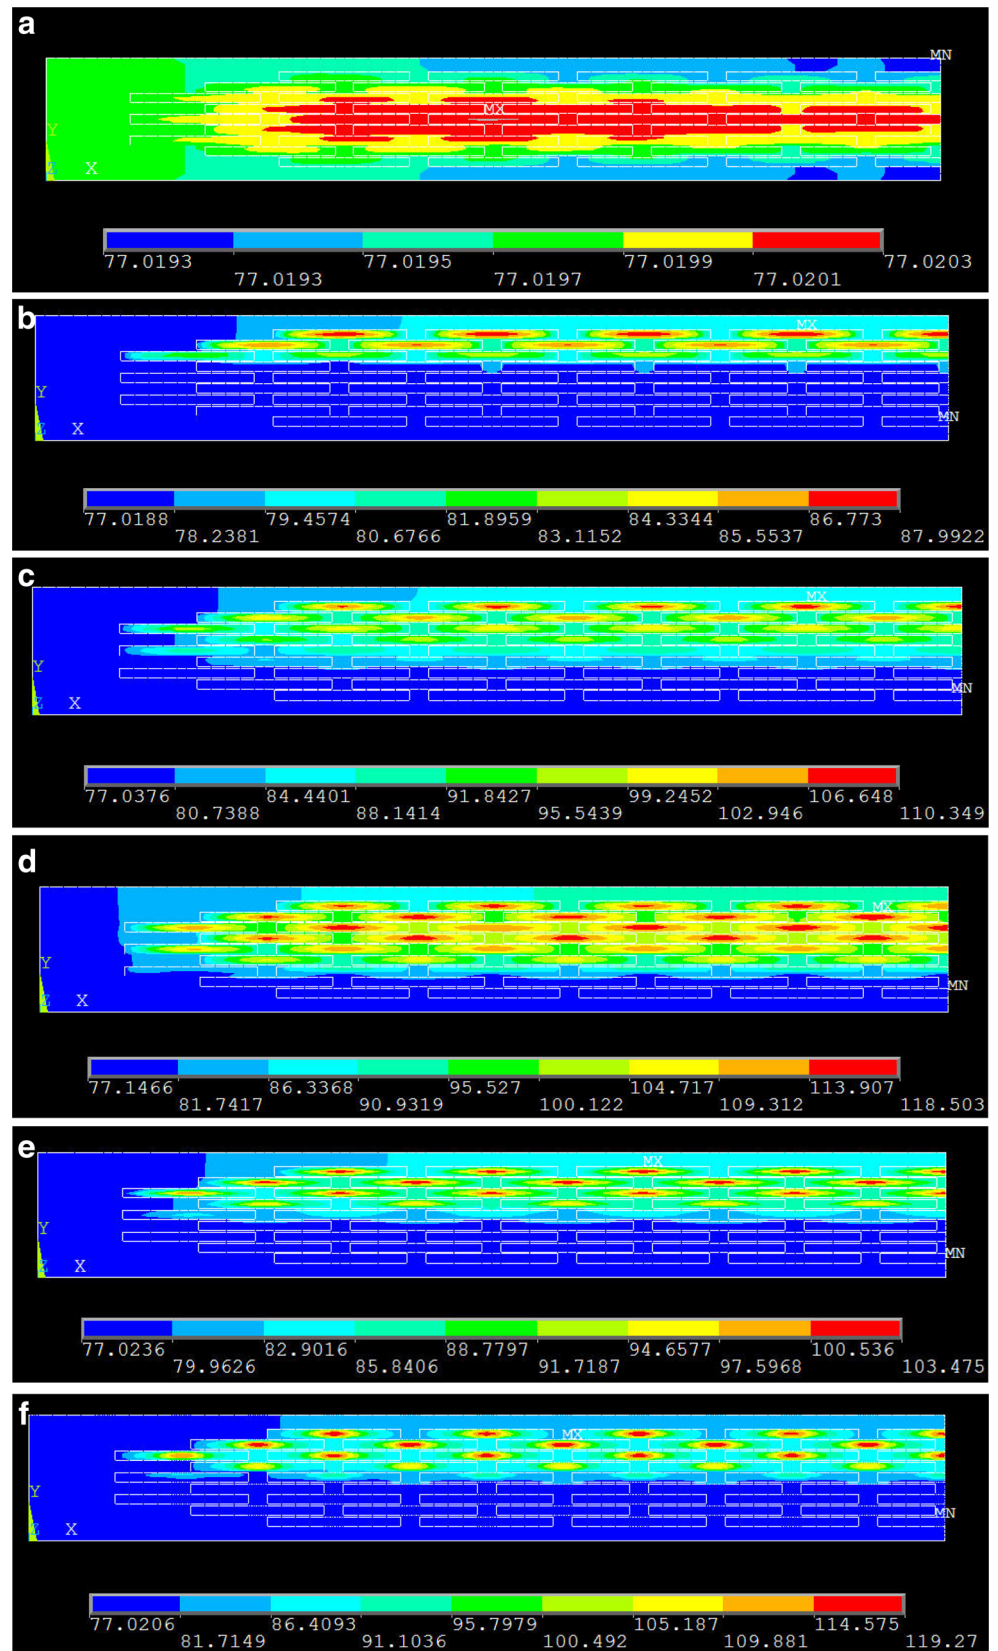 a
MN
MX
Y
Z X
77.0193 77.0195 77.0199 77.0203
77.0193 77.0197 77.0201
b
MX
Y
MN
Z X
77.0188 79.4574 81.8959 84.3344 86.773
78.2381 80.6766 83.1152 85.5537 87.9922
c
MX
Y
MN
Z X
77.0376 84.4401 91.8427 99.2452 106.648
80.7388 88.1414 95.5439 102.946 110.349
d
MX
Y
MN
Z X
77.1466 86.3368 95.527 104.717 113.907
81.7417 90.9319 100.122 109.312 118.503
e
MX
Y
MN
Z X
77.0236 82.9016 88.7797 94.6577 100.536
79.9626 85.8406 91.7187 97.5968 103.475
f
MX
Y
MN
Z X
77.0206 86.4093 95.7979 105.187 114.575
81.7149 91.1036 100.492 109.881 119.27